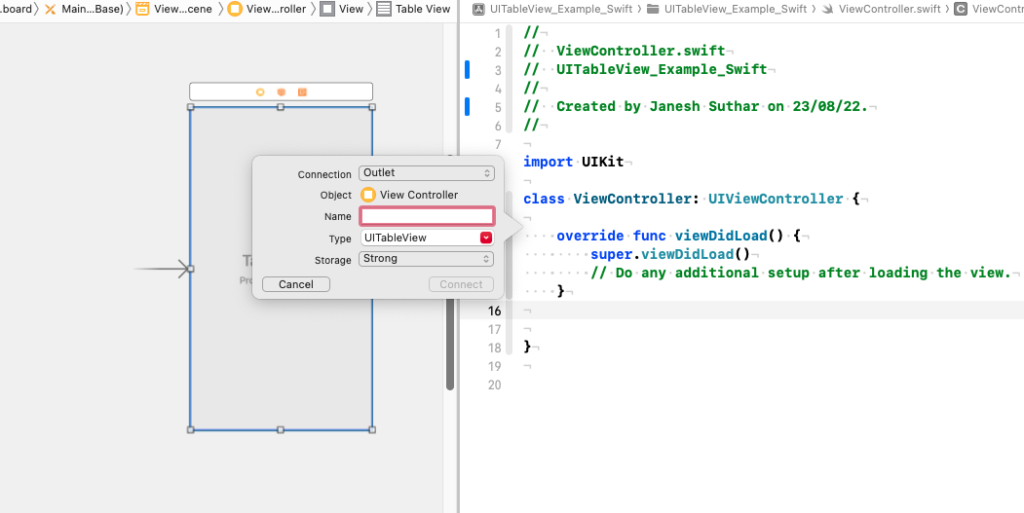 .board 〉 Main...Base) 〉 View...cene 〉 View...roller 〉 View 〉 Table View
UITableView_Example_Swift 〉 UITableView_Example_Swift 〉 ViewController.swift 〉 C ViewContr
1 //
2 //  ViewController.swift
3 //  UITableView_Example_Swift
4 //
5 //  Created by Janesh Suthar on 23/08/22.
6 //
7
import UIKit
class ViewController: UIViewController {
override func viewDidLoad() {
super.viewDidLoad()
// Do any additional setup after loading the view.
}
16
17
18 }
19
20
Connection Outlet
Object View Controller
Name
Type UITableView
Storage Strong
Cancel Connect